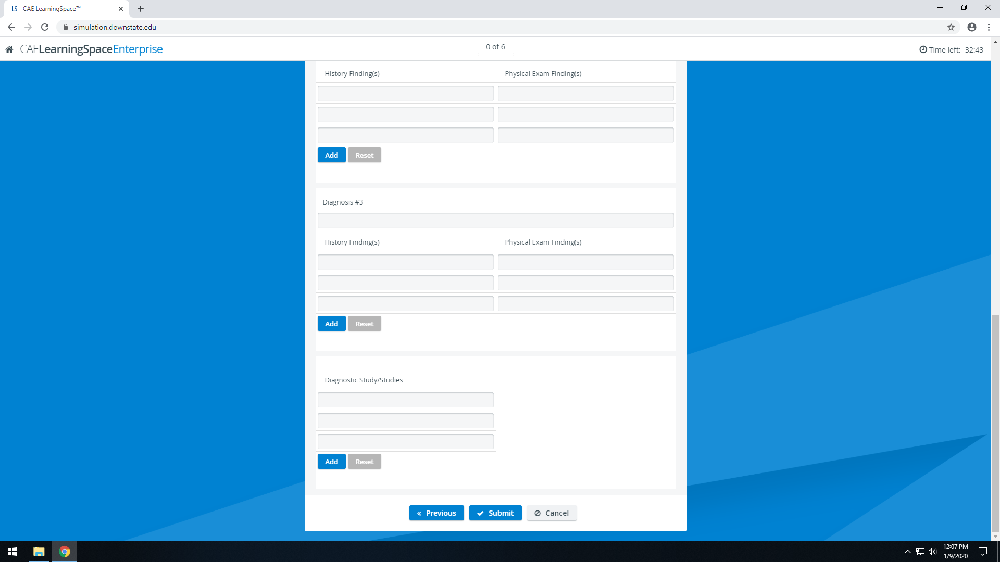 LS CAE LearningSpace™
simulation.downstate.edu
CAELearningSpaceEnterprise
0 of 6
Time left: 32:43
History Finding(s) Physical Exam Finding(s)
Add Reset
Diagnosis #3
History Finding(s) Physical Exam Finding(s)
Add Reset
Diagnostic Study/Studies
Add Reset
« Previous Submit Cancel
12:07 PM
1/9/2020